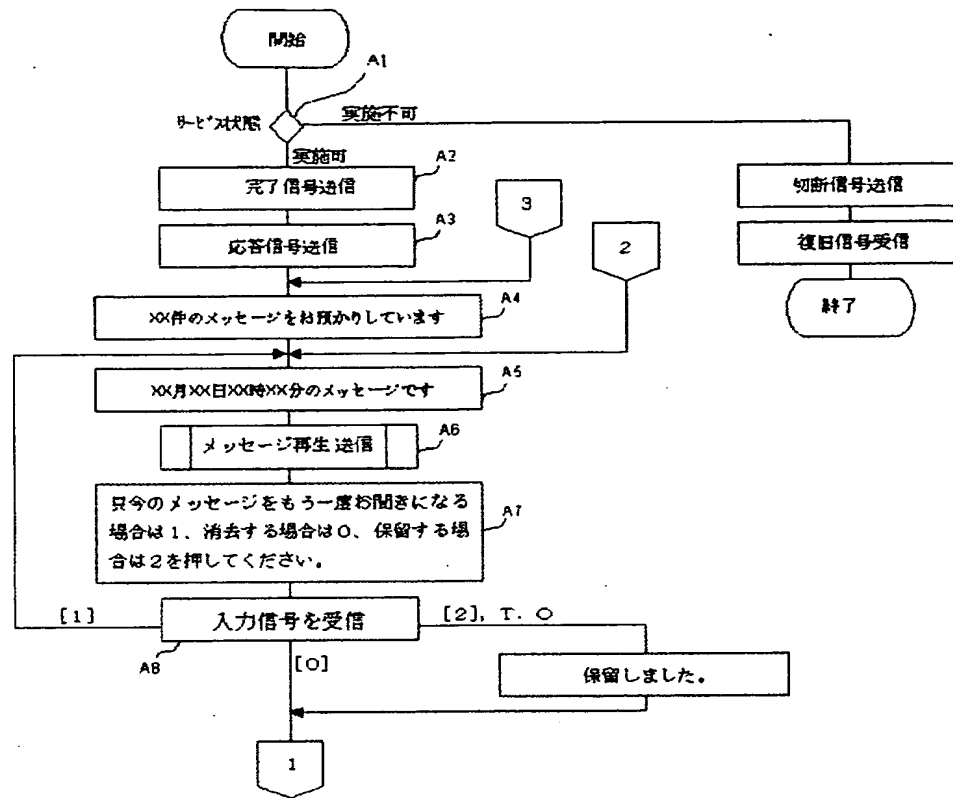 開始
A1
サービス状態
実施不可
実施可
A2
完了信号送信
切断信号送信
3
A3
応答信号送信
2
復旧信号受信
A4
XX件のメッセージをお預かりしています
終了
A5
XX月XX日XX時XX分のメッセージです
A6
メッセージ再生送信
只今のメッセージをもう一度お聞きになる
場合は1、消去する場合は0、保留する場
合は2を押してください。
A7
[1]
入力信号を受信
[2], T. O
A8
[0]
保留しました。
1